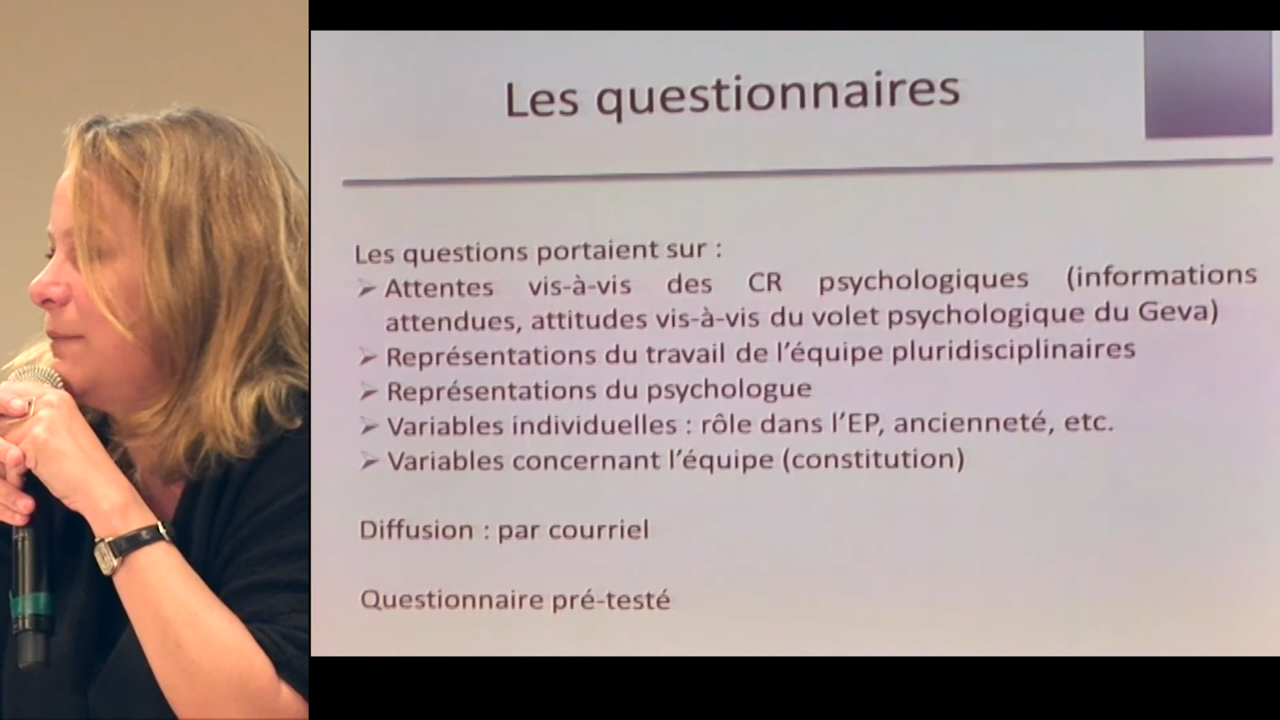 Les questionnaires
Les questions portaient sur :
➢ Attentes vis-à-vis des CR psychologiques (informations
attendues, attitudes vis-à-vis du volet psychologique du Geva)
➢ Représentations du travail de l’équipe pluridisciplinaires
➢ Représentations du psychologue
➢ Variables individuelles : rôle dans l’EP, ancienneté, etc.
➢ Variables concernant l’équipe (constitution)
Diffusion : par courriel
Questionnaire pré-testé